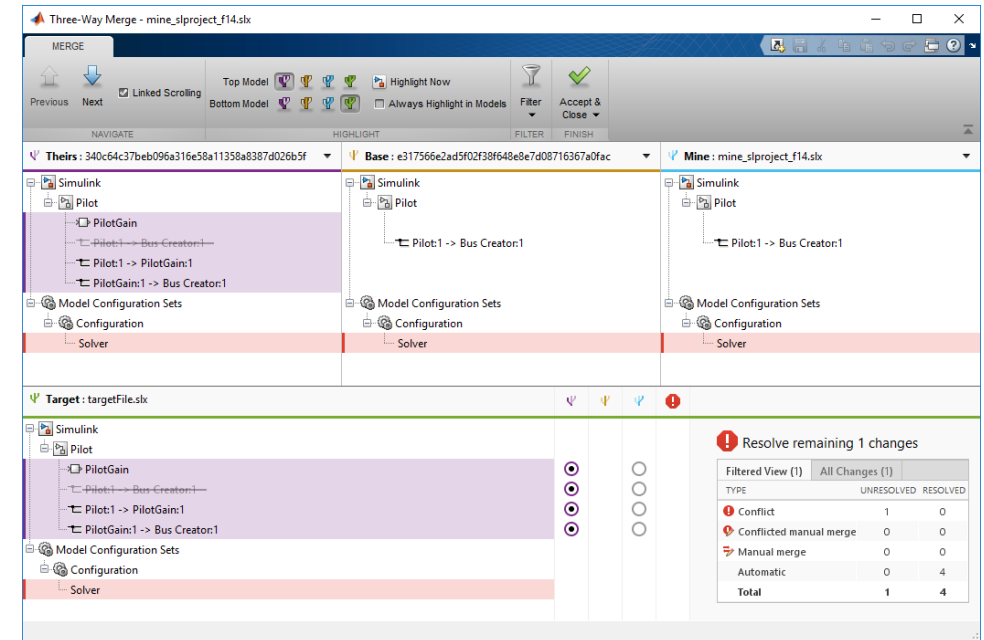 Three-Way Merge - mine_slproject_f14.slx
MERGE
Previous
Next
Linked Scrolling
Top Model
Bottom Model
Highlight Now
Always Highlight in Models
Filter
Accept &
Close
NAVIGATE
HIGHLIGHT
FILTER
FINISH
Theirs : 340c64c37beb096a316e58a11358a8387d026b5f
Base : e317566e2ad5f02f38f648e8e7d08716367a0fac
Mine : mine_slproject_f14.slx
Simulink
Pilot
PilotGain
Pilot:1 -> Bus Creator:1
Pilot:1 -> PilotGain:1
PilotGain:1 -> Bus Creator:1
Model Configuration Sets
Configuration
Solver
Simulink
Pilot
Pilot:1 -> Bus Creator:1
Model Configuration Sets
Configuration
Solver
Simulink
Pilot
Pilot:1 -> Bus Creator:1
Model Configuration Sets
Configuration
Solver
Target : targetFile.slx
Simulink
Pilot
PilotGain
Pilot:1 -> Bus Creator:1
Pilot:1 -> PilotGain:1
PilotGain:1 -> Bus Creator:1
Model Configuration Sets
Configuration
Solver
Resolve remaining 1 changes
Filtered View (1) All Changes (1)
TYPE UNRESOLVED RESOLVED
Conflict 1 0
Conflicted manual merge 0 0
Manual merge 0 0
Automatic 0 4
Total 1 4